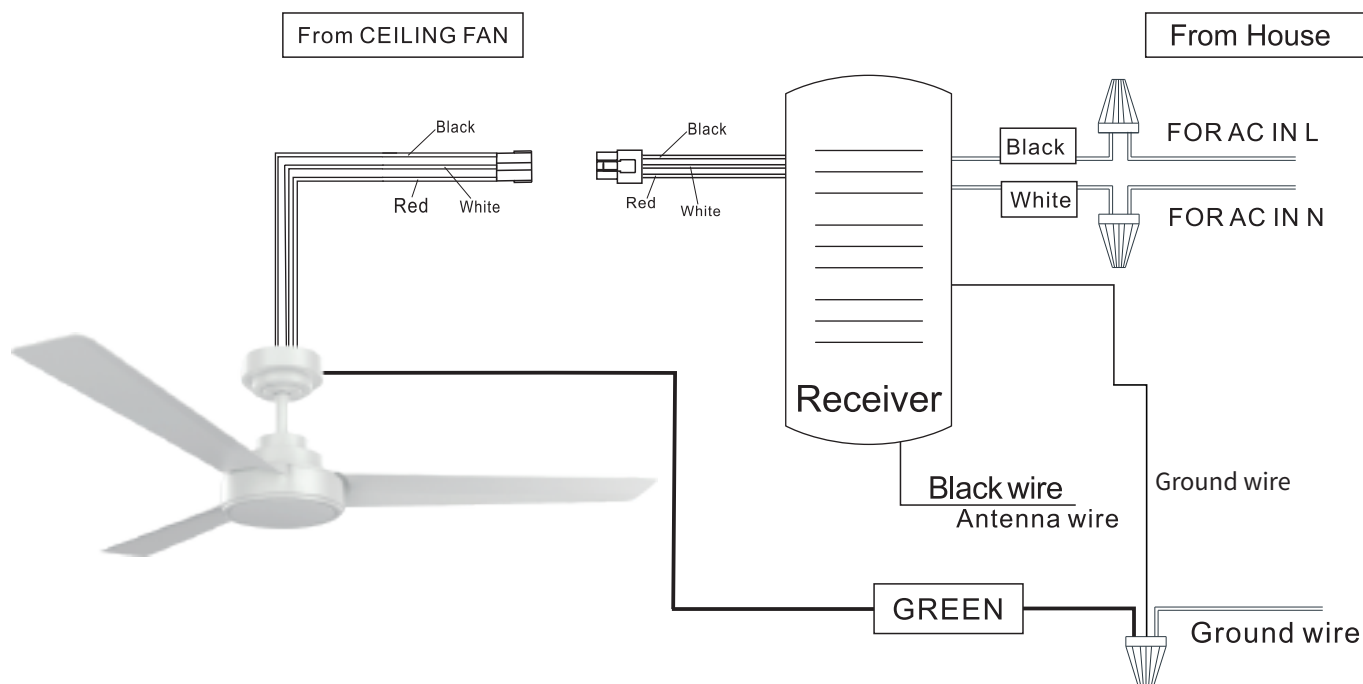 From CEILING FAN
From House
Black
Black
FOR AC IN L
Black
Red
White
Red
White
White
FOR AC IN N
Receiver
Black wire
Antenna wire
Ground wire
GREEN
Ground wire